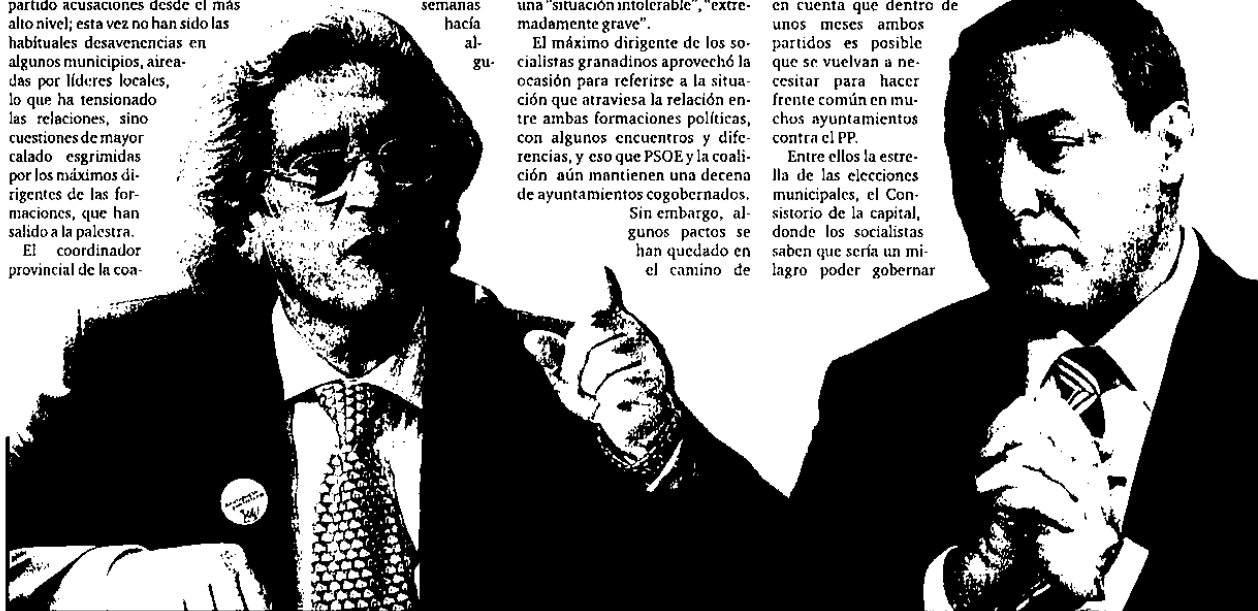 partido acusaciones desde el más
alto nivel; esta vez no han sido las
habituales desavenencias en
algunos municipios, airea-
das por líderes locales,
lo que ha tensionado
las relaciones, sino
cuestiones de mayor
calado esgrimidas
por los máximos di-
rigentes de las for-
maciones, que han
salido a la palestra.
El coordinador
provincial de la coa-
semanas
hacía
al-
gu-
una "situación intolerable", "extre-
madamente grave".
El máximo dirigente de los so-
cialistas granadinos aprovechó la
ocasión para referirse a la situa-
ción que atraviesa la relación en-
tre ambas formaciones políticas,
con algunos encuentros y dife-
rencias, y eso que PSOE y la coali-
ción aún mantienen una decena
de ayuntamientos cogobernados.
Sin embargo, al-
gunos pactos se
han quedado en
el camino de
en cuenta que dentro de
unos meses ambos
partidos es posible
que se vuelvan a ne-
cesitar para hacer
frente común en mu-
chos ayuntamientos
contra el PP.
Entre ellos la estre-
lla de las elecciones
municipales, el Con-
sistorio de la capital,
donde los socialistas
saben que sería un mi-
lagro poder gobernar